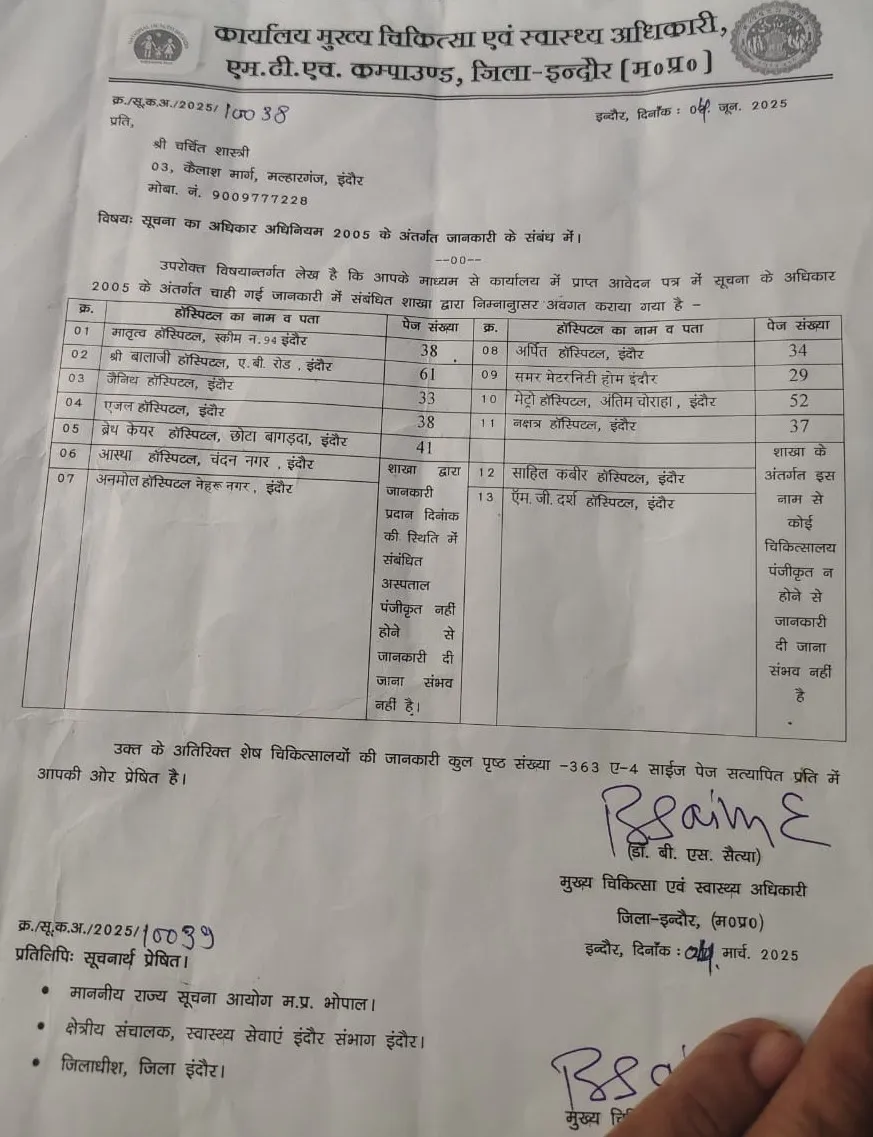 कार्यालय मुख्य चिकित्सा एवं स्वास्थ्य अधिकारी,
एम.टी.एच. कम्पाउण्ड, जिला-इन्दौर (म०प्र०)
क्र./सू.क.अ./2025/10038
इन्दौर, दिनाँक : 04. जून. 2025
प्रति,
श्री चर्चित शास्त्री
03, कैलाश मार्ग, मल्हारगंज, इंदौर
मोबा. नं. 9009777228
विषयः सूचना का अधिकार अधिनियम 2005 के अंतर्गत जानकारी के संबंध में।
--00--
उपरोक्त विषयान्तर्गत लेख है कि आपके माध्यम से कार्यालय में प्राप्त आवेदन पत्र में सूचना के अधिकार
2005 के अंतर्गत चाही गई जानकारी में संबंधित शाखा द्वारा निम्नानुसार अवगत कराया गया है –
क्र. हॉस्पिटल का नाम व पता पेज संख्या क्र. हॉस्पिटल का नाम व पता पेज संख्या
01 मातृत्व हॉस्पिटल, स्कीम न.94 इंदौर 38
02 श्री बालाजी हॉस्पिटल, ए.बी. रोड . इंदौर 61
03 जैनिथ हॉस्पिटल, इंदौर 33
04 एजल हॉस्पिटल, इंदौर 38
05 ब्रेथ केयर हॉस्पिटल, छोटा बागड़दा, इंदौर 41
06 आस्था हॉस्पिटल, चंदन नगर , इंदौर
07 अनमोल हॉस्पिटल नेहरू नगर , इंदौर
शाखा द्वारा
जानकारी
प्रदान दिनांक
की स्थिति में
संबंधित
अस्पताल
पंजीकृत नहीं
होने से
जानकारी दी
जाना संभव
नहीं है।
08 अर्पित हॉस्पिटल, इंदौर 34
09 समर मेटरनिटी होम इंदौर 29
10 मेट्रो हॉस्पिटल, अंतिम चोराहा , इंदौर 52
11 नक्षत्र हॉस्पिटल, इंदौर 37
12 साहिल कबीर हॉस्पिटल, इंदौर
13 ऍम.जी.दर्श हॉस्पिटल, इंदौर
शाखा के
अंतर्गत इस
नाम से
कोई
चिकित्सालय
पंजीकृत न
होने से
जानकारी
दी जाना
संभव नहीं
है
उक्त के अतिरिक्त शेष चिकित्सालयों की जानकारी कुल पृष्ठ संख्या -363 ए-4 साईज पेज सत्यापित प्रति में
आपकी ओर प्रेषित है।
(डॉ. बी. एस. सैत्या)
मुख्य चिकित्सा एवं स्वास्थ्य अधिकारी
जिला-इन्दौर, (म०प्र०)
क्र./सू.क.अ./2025/10039
इन्दौर, दिनाँक : 04. मार्च. 2025
प्रतिलिपिः सूचनार्थ प्रेषित।
• माननीय राज्य सूचना आयोग म.प्र. भोपाल।
• क्षेत्रीय संचालक, स्वास्थ्य सेवाएं इंदौर संभाग इंदौर।
• जिलाधीश, जिला इंदौर।
मुख्य